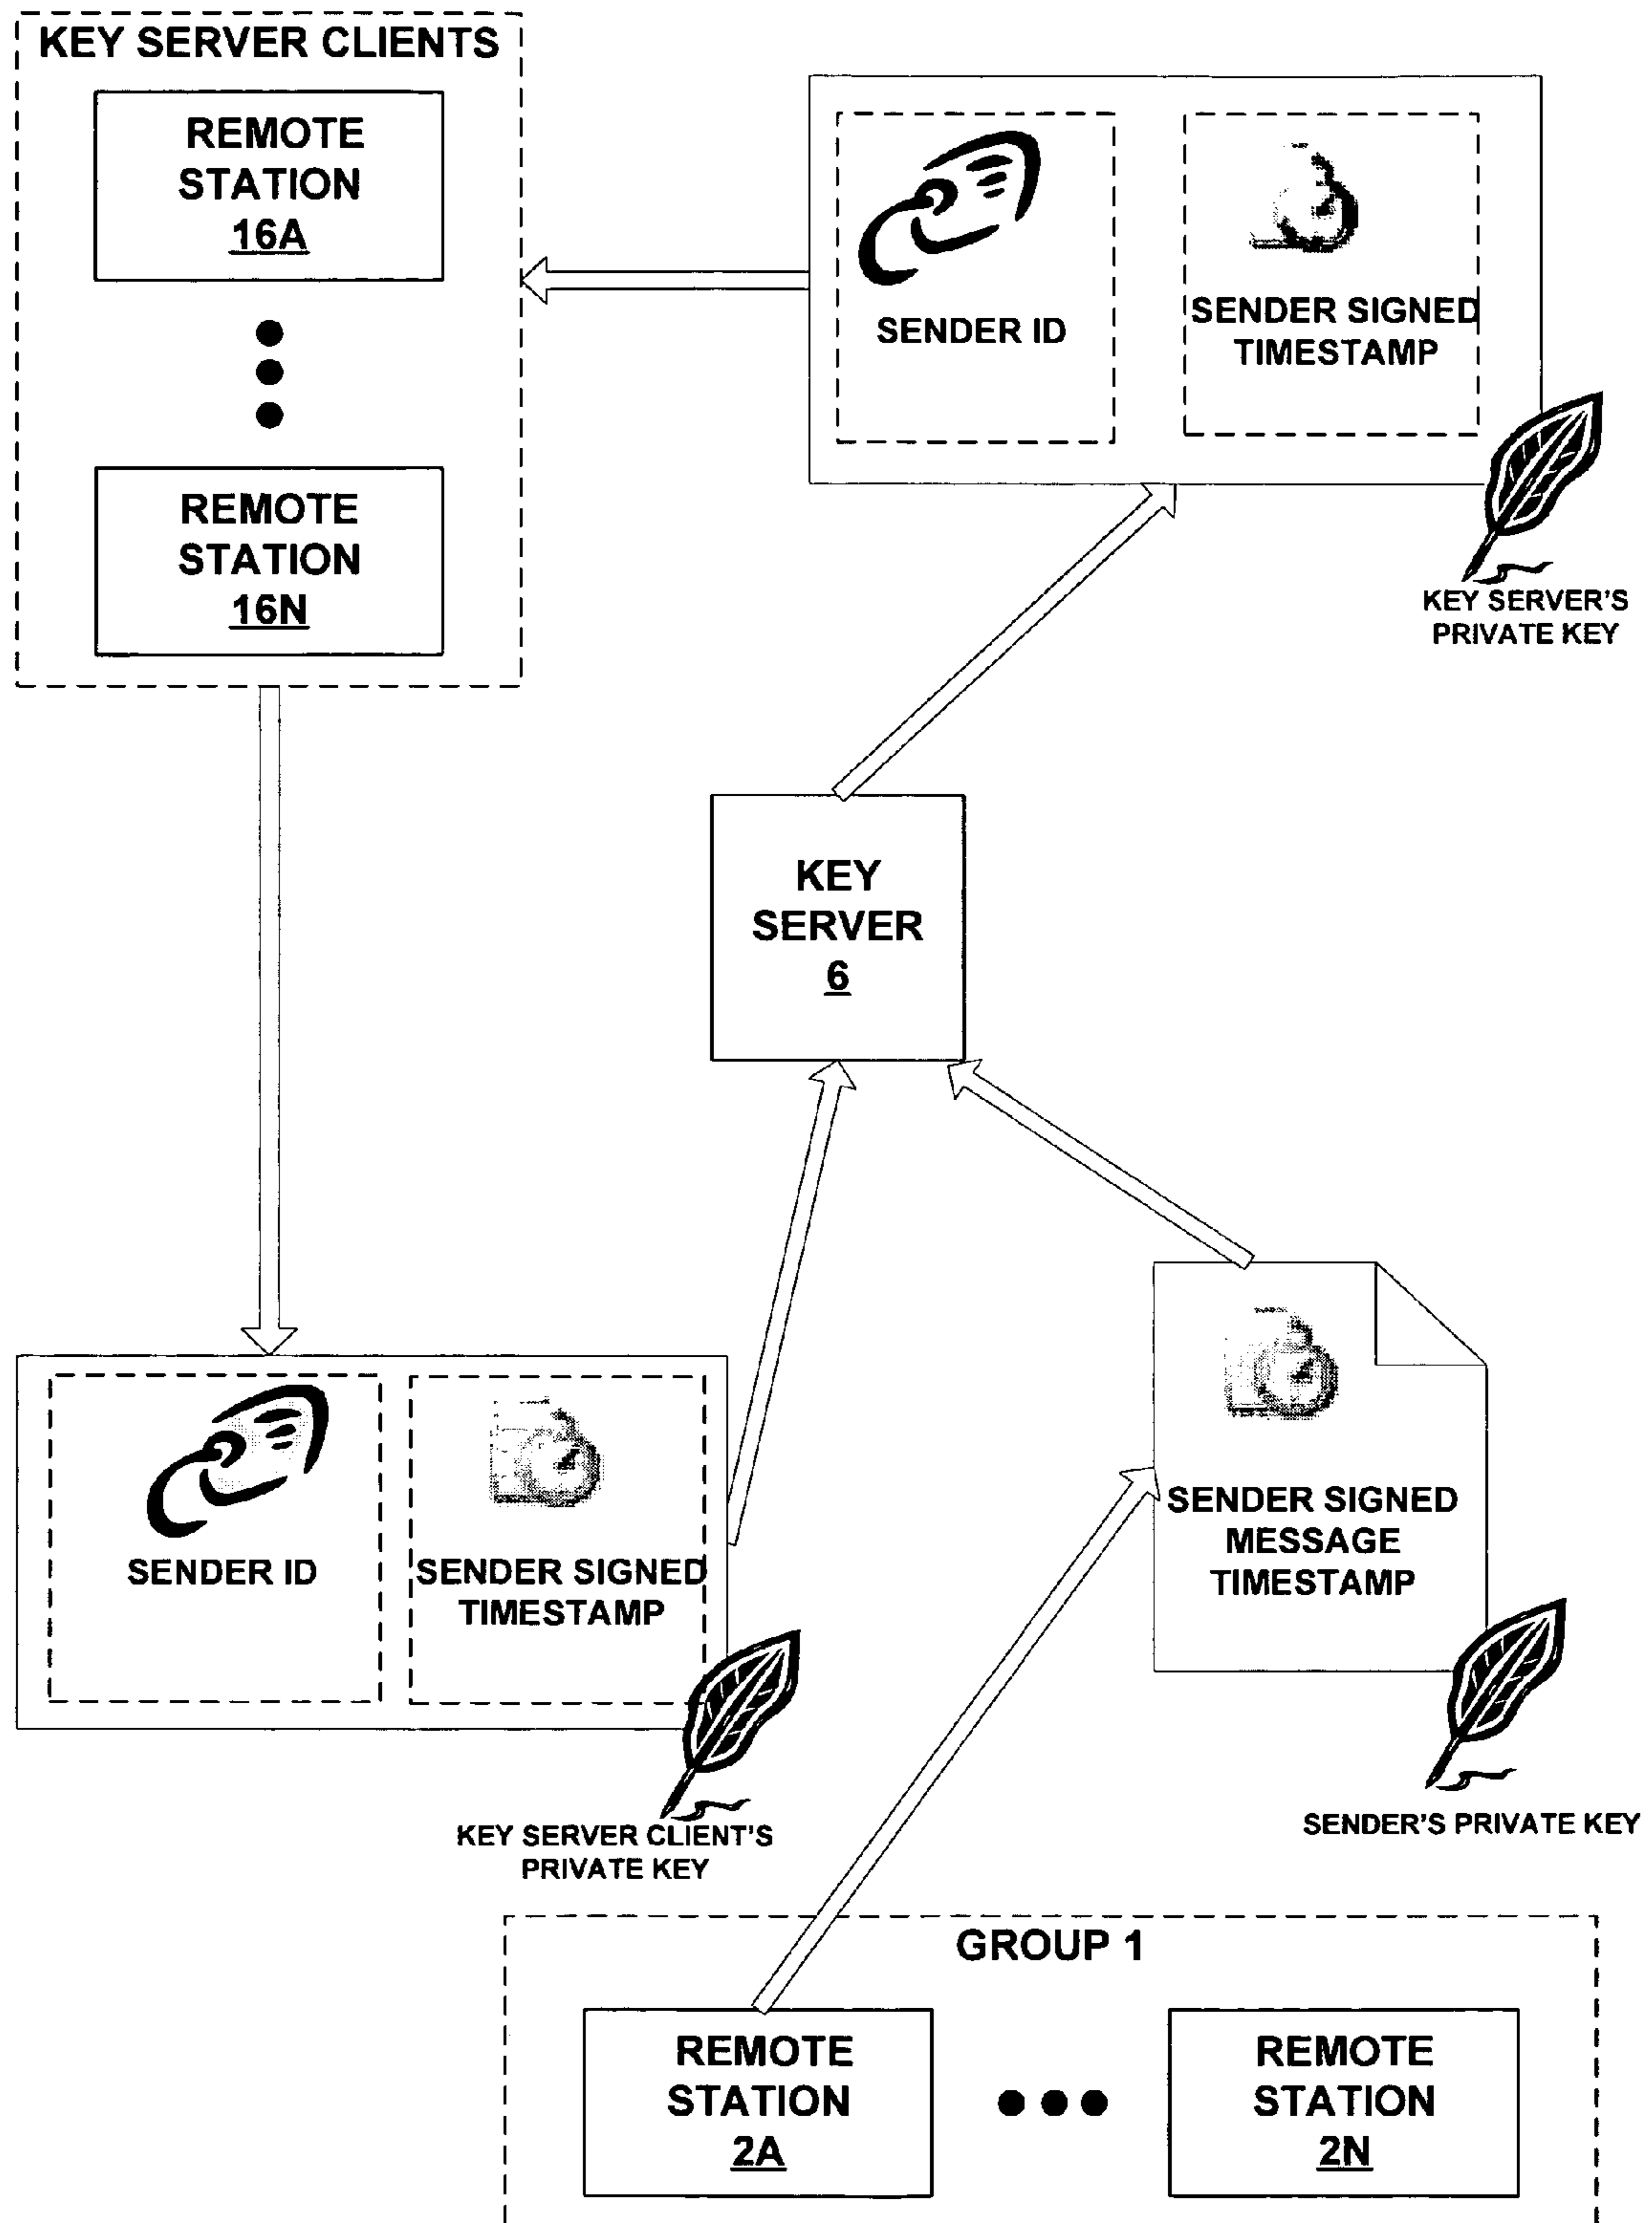 KEY SERVER CLIENTS
REMOTE
STATION
16A
REMOTE
STATION
16N
SENDER ID
SENDER SIGNED
TIMESTAMP
KEY SERVER'S
PRIVATE KEY
KEY
SERVER
6
SENDER ID
SENDER SIGNED
TIMESTAMP
KEY SERVER CLIENT'S
PRIVATE KEY
SENDER SIGNED
MESSAGE
TIMESTAMP
SENDER'S PRIVATE KEY
GROUP 1
REMOTE
STATION
2A
REMOTE
STATION
2N